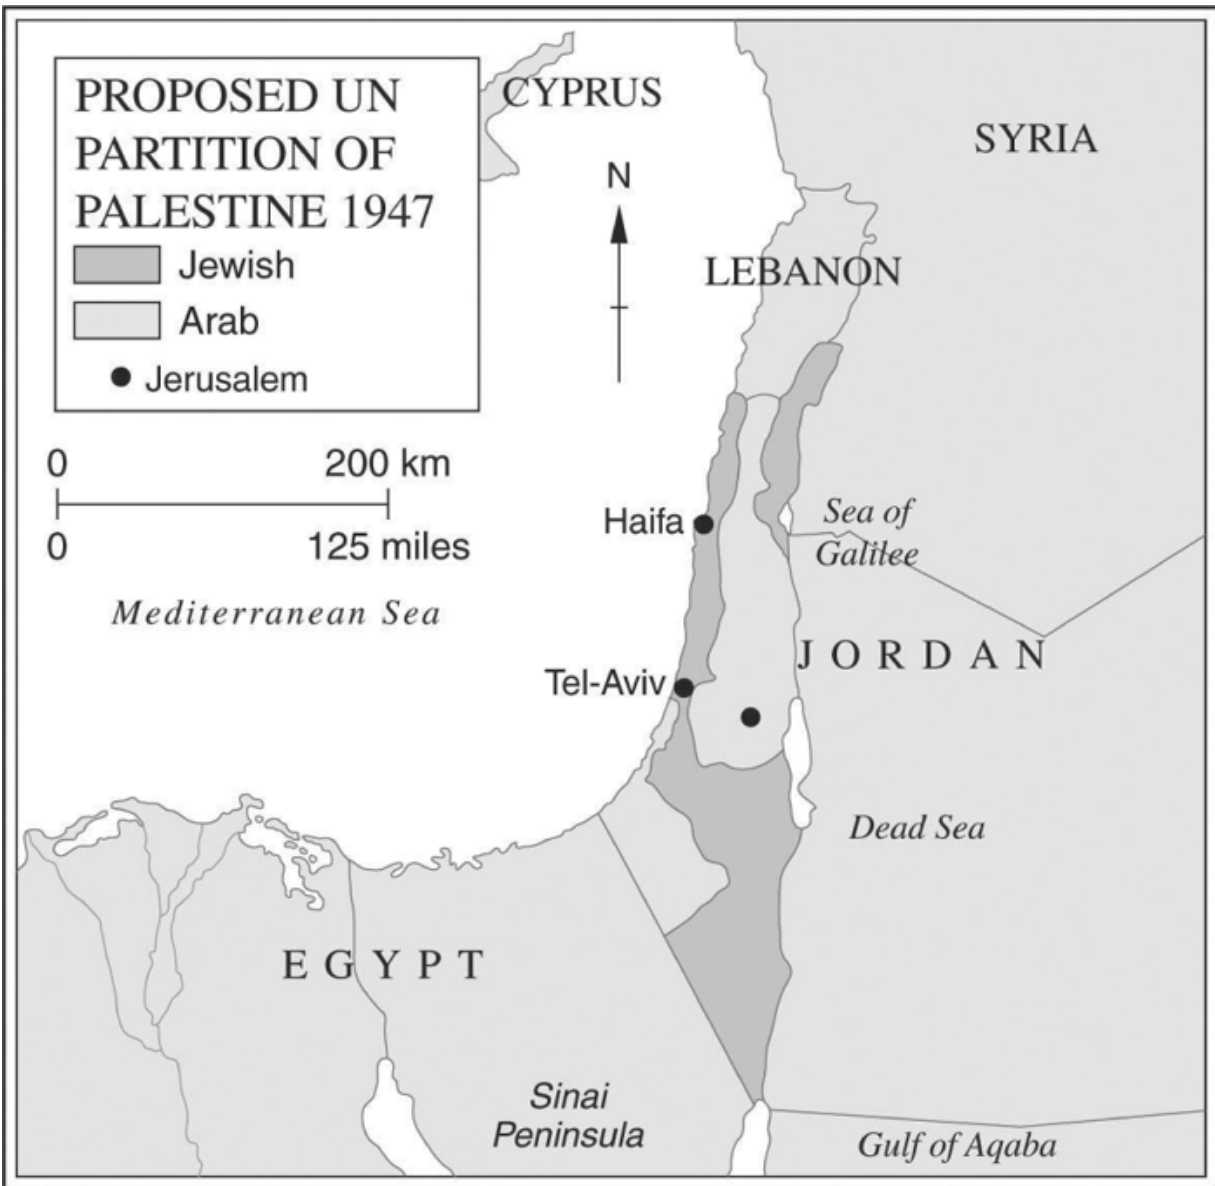 PROPOSED UN
PARTITION OF
PALESTINE 1947
Jewish
Arab
Jerusalem
CYPRUS
SYRIA
N
LEBANON
0 200 km
0 125 miles
Haifa
Sea of
Galilee
Mediterranean Sea
JORDAN
Tel-Aviv
Dead Sea
EGYPT
Sinai
Peninsula
Gulf of Aqaba